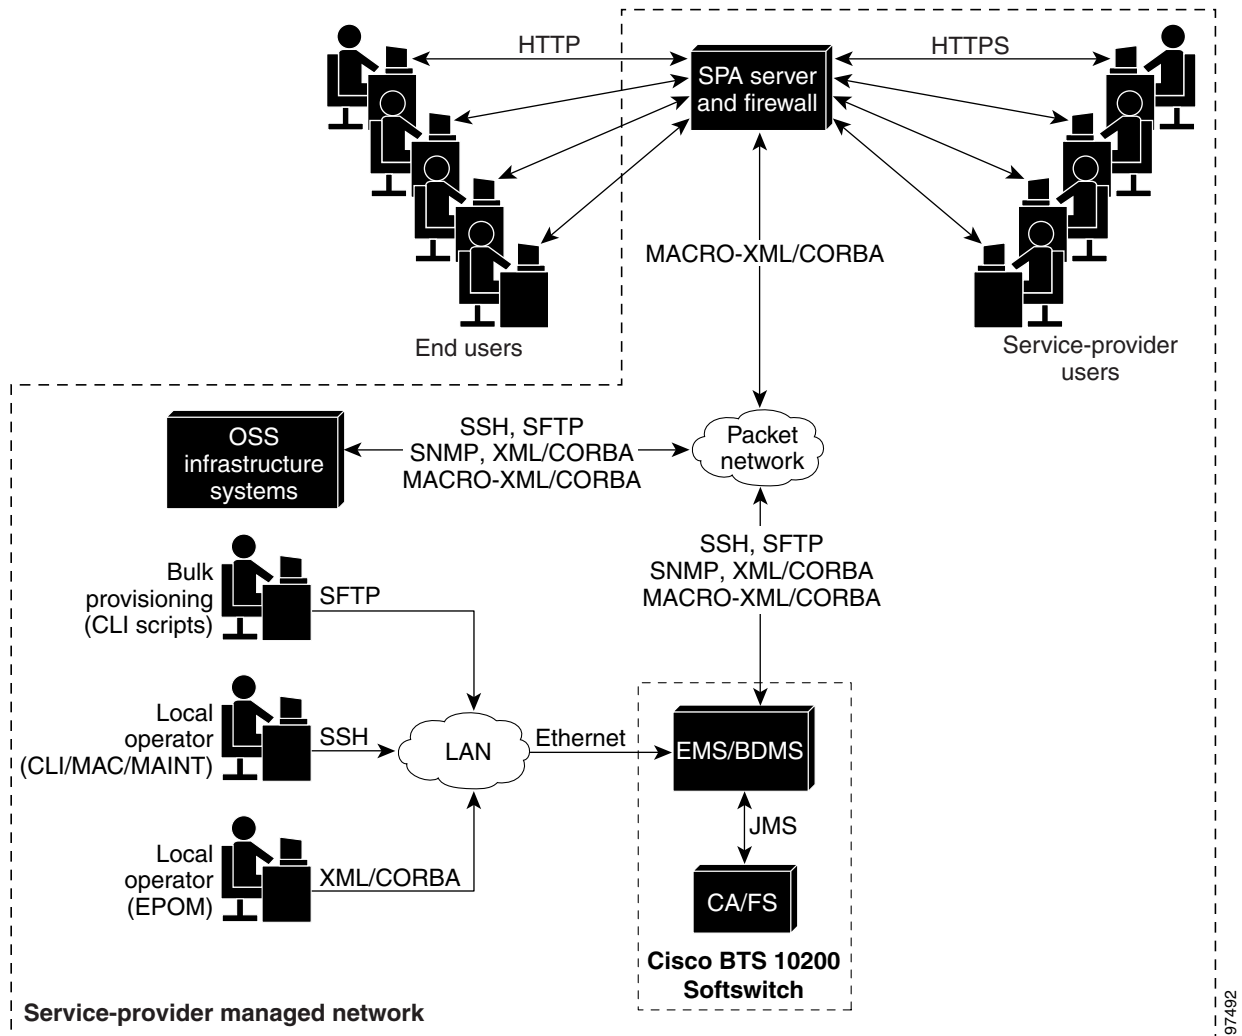 HTTP
HTTPS
SPA server
and firewall
MACRO-XML/CORBA
End users
Service-provider
users
OSS
infrastructure
systems
SSH, SFTP
SNMP, XML/CORBA
MACRO-XML/CORBA
Packet
network
SSH, SFTP
SNMP, XML/CORBA
MACRO-XML/CORBA
Bulk
provisioning
(CLI scripts)
SFTP
Local
operator
(CLI/MAC/MAINT)
SSH
LAN
Ethernet
EMS/BDMS
JMS
Local
operator
(EPOM)
XML/CORBA
CA/FS
Cisco BTS 10200
Softswitch
Service-provider managed network
97492